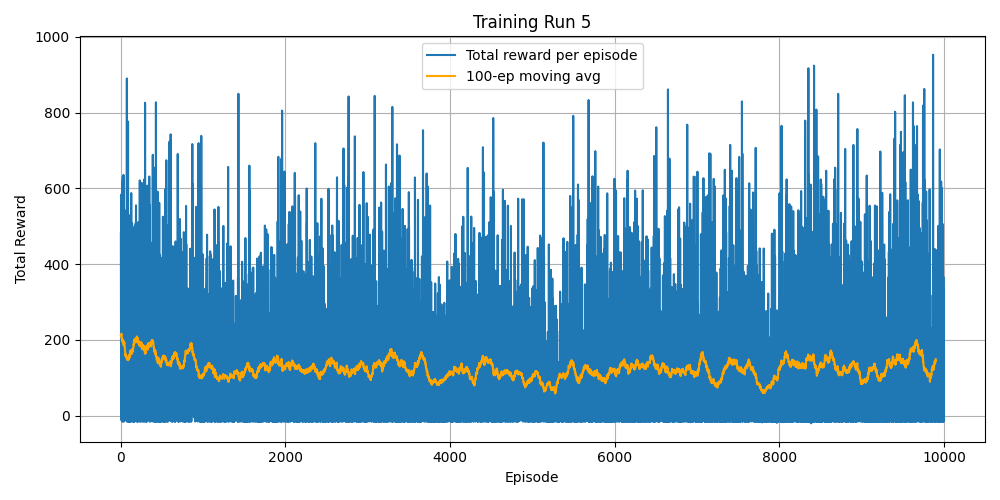 Training Run 5
Total reward per episode
100-ep moving avg
Total Reward
1000
800
600
400
200
0
0 2000 4000 6000 8000 10000
Episode